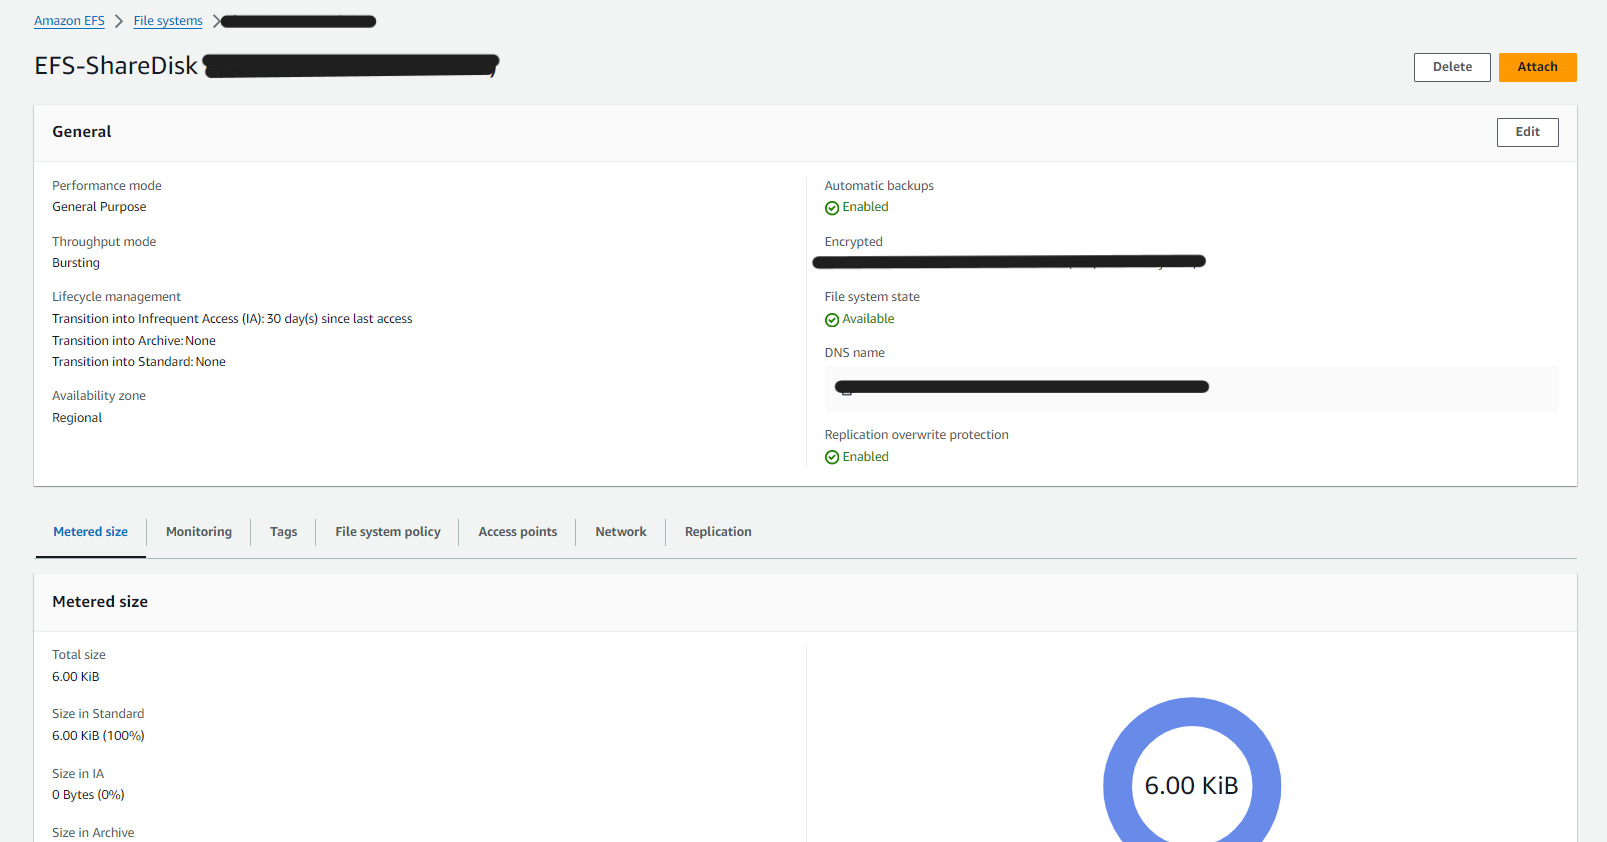 Amazon EFS > File systems >
EFS-ShareDisk
Delete
Attach
General
Edit
Performance mode
General Purpose
Throughput mode
Bursting
Lifecycle management
Transition into Infrequent Access (IA): 30 day(s) since last access
Transition into Archive: None
Transition into Standard: None
Availability zone
Regional
Automatic backups
Enabled
Encrypted
File system state
Available
DNS name
Replication overwrite protection
Enabled
Metered size
Monitoring
Tags
File system policy
Access points
Network
Replication
Metered size
Total size
6.00 KiB
Size in Standard
6.00 KiB (100%)
Size in IA
0 Bytes (0%)
Size in Archive
6.00 KiB